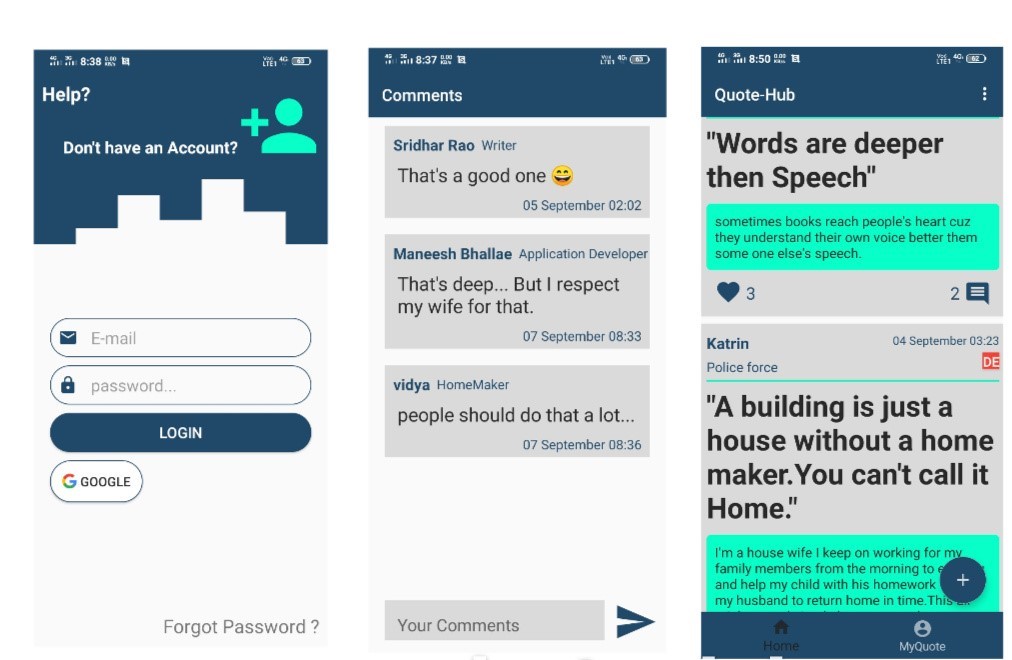 8:38
63
Help?
Don't have an Account?
E-mail
password...
LOGIN
GOOGLE
Forgot Password ?
8:37
63
Comments
Sridhar Rao Writer
That's a good one 😄
05 September 02:02
Maneesh Bhallae Application Developer
That's deep... But I respect
my wife for that.
07 September 08:33
vidya HomeMaker
people should do that a lot...
07 September 08:36
Your Comments
8:50
62
Quote-Hub
"Words are deeper
then Speech"
sometimes books reach people's heart cuz
they understand their own voice better them
some one else's speech.
3
2
Katrin
04 September 03:23
Police force
DE
"A building is just a
house without a home
maker.You can't call it
Home."
I'm a house wife I keep on working for my
family members from the morning to
and help my child with his homework
my husband to return home in time.This
Home
MyQuote